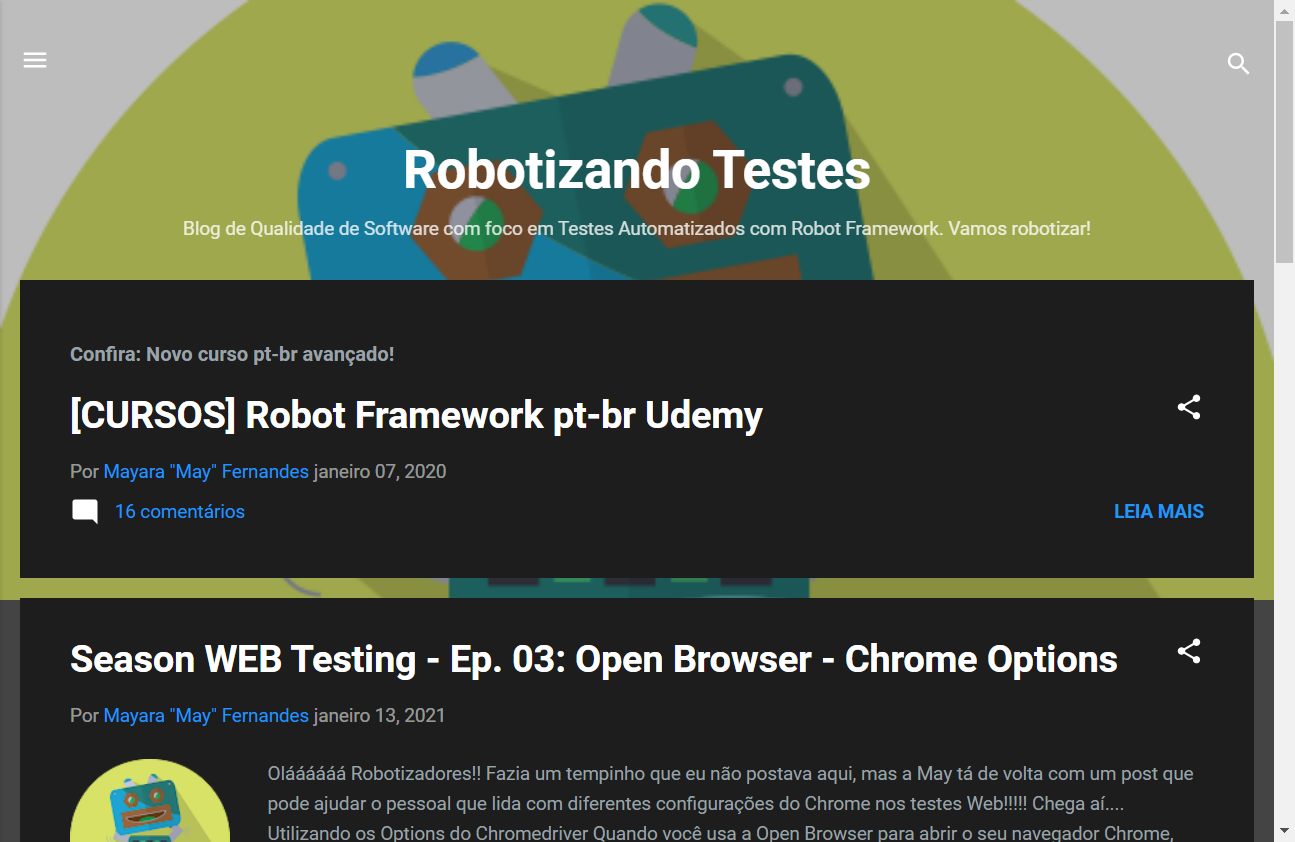 Robotizando Testes
Blog de Qualidade de Software com foco em Testes Automatizados com Robot Framework. Vamos robotizar!
Confira: Novo curso pt-br avançado!
[CURSOS] Robot Framework pt-br Udemy
Por Mayara "May" Fernandes janeiro 07, 2020
16 comentários
LEIA MAIS
Season WEB Testing - Ep. 03: Open Browser - Chrome Options
Por Mayara "May" Fernandes janeiro 13, 2021
Oláááááá Robotizadores!! Fazia um tempinho que eu não postava aqui, mas a May tá de volta com um post que
pode ajudar o pessoal que lida com diferentes configurações do Chrome nos testes Web!!!!! Chega aí....
Utilizando os Options do Chromedriver Quando você usa a Open Browser para abrir o seu navegador Chrome,